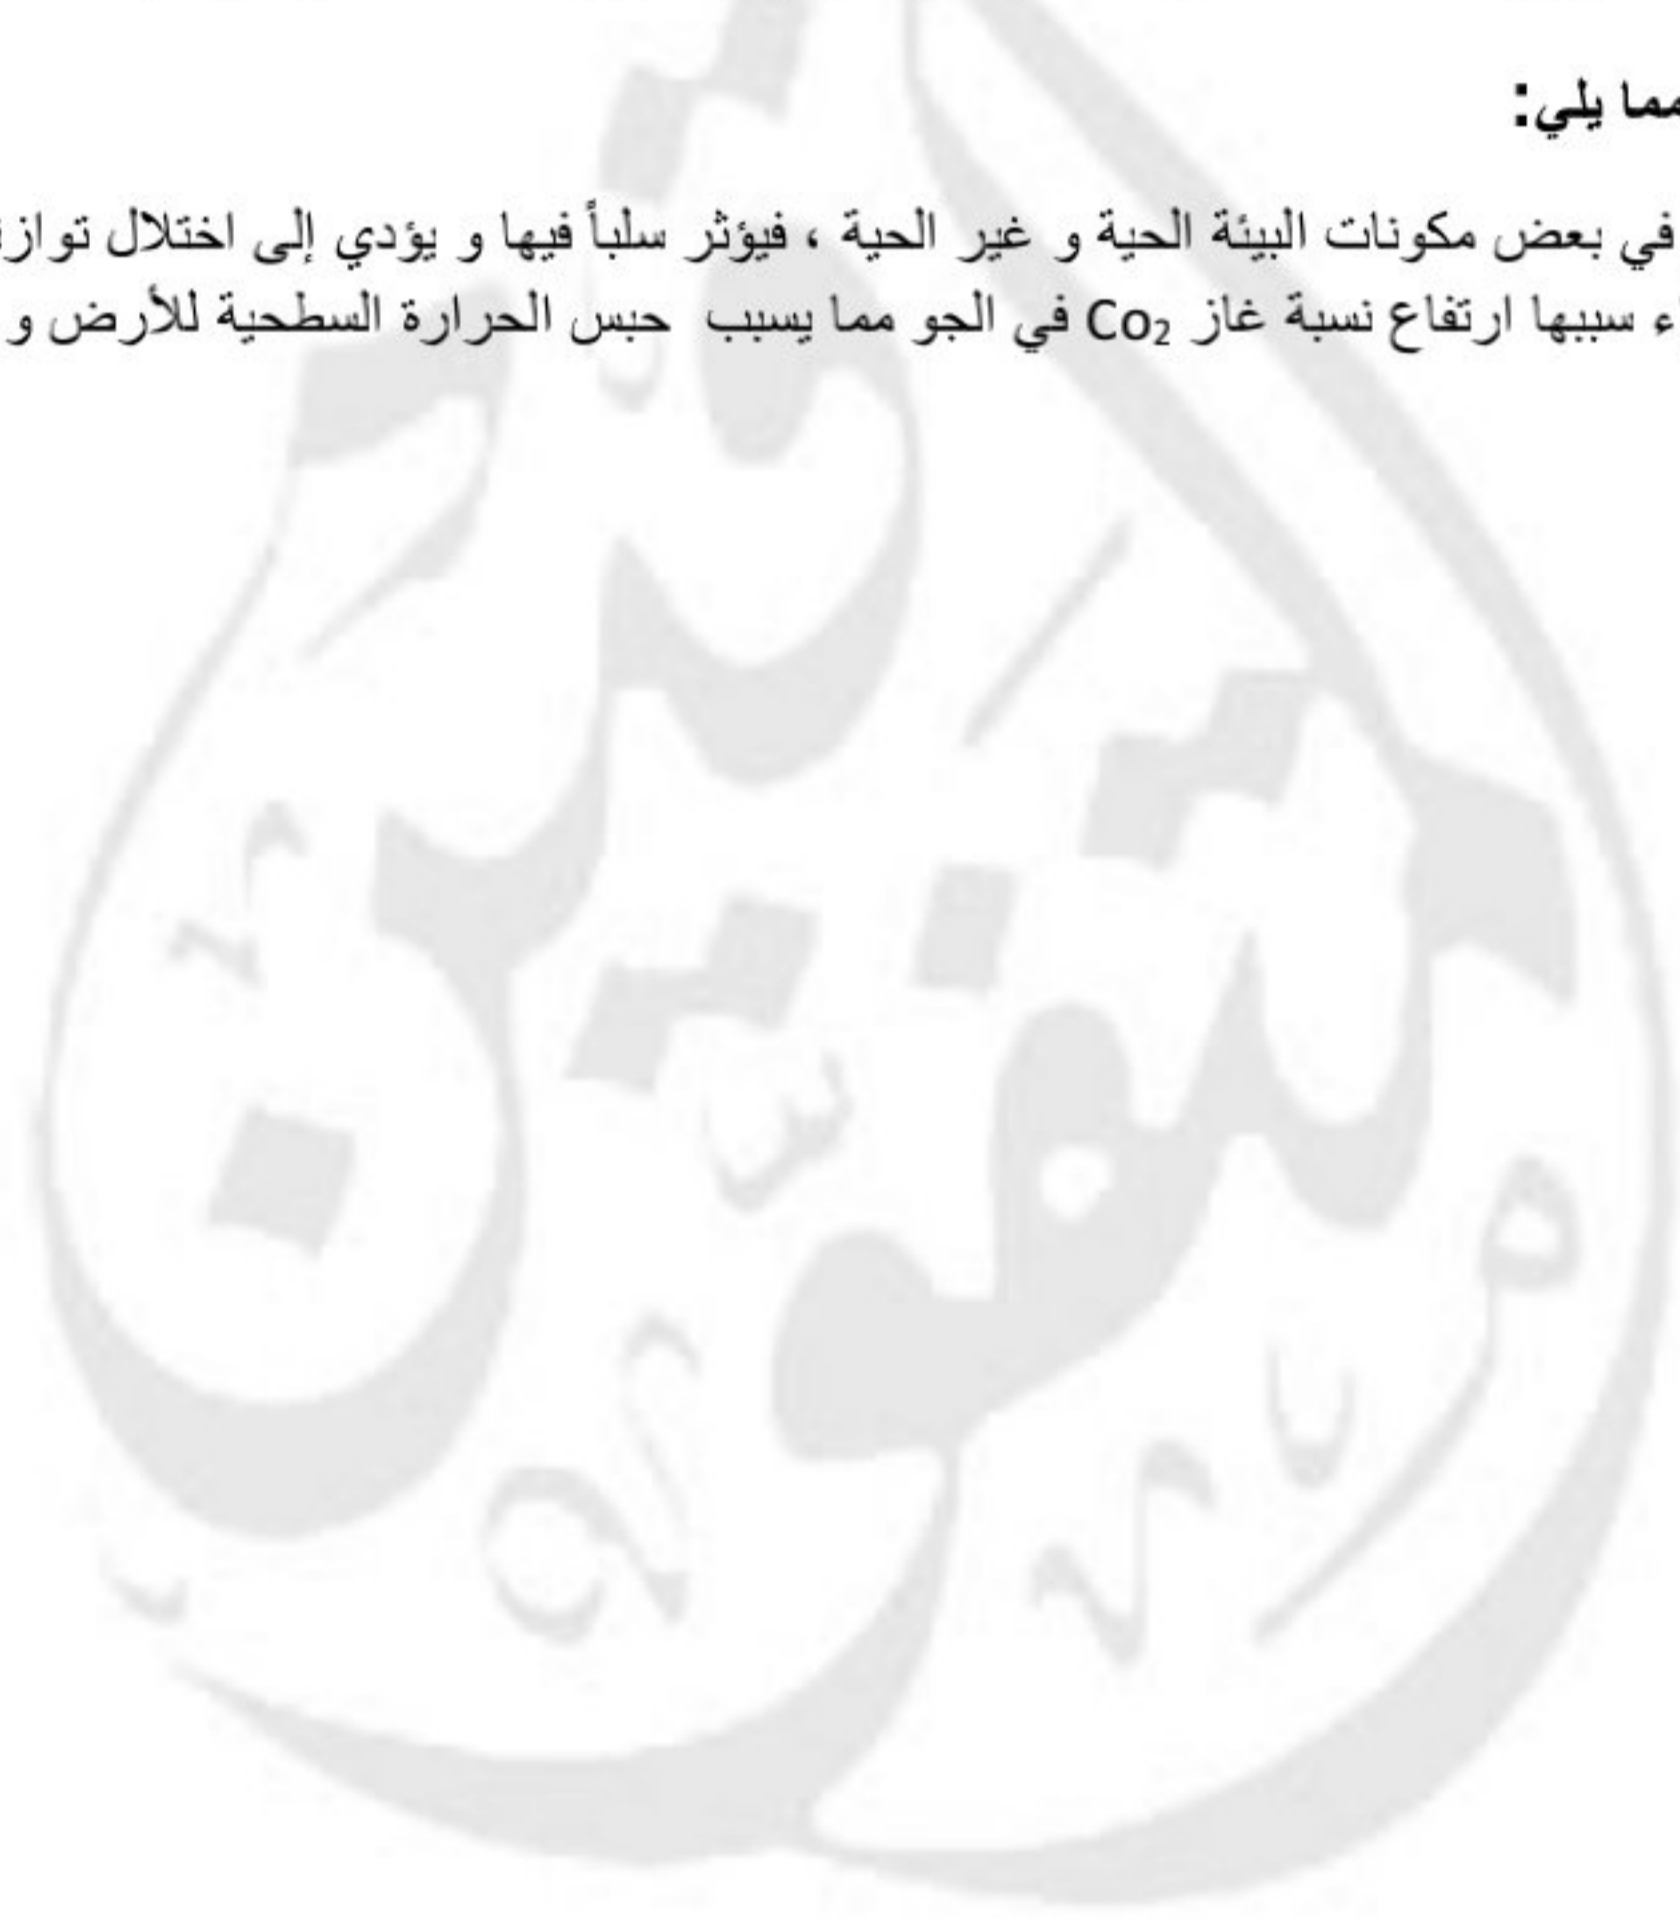 مما يلي:
في بعض مكونات البيئة الحية و غير الحية ، فيؤثر سلباً فيها و يؤدي إلى اختلال
ء سببها ارتفاع نسبة غاز Co₂ في الجو مما يسبب حبس الحرارة السطحية للأرض و
المتفوقين